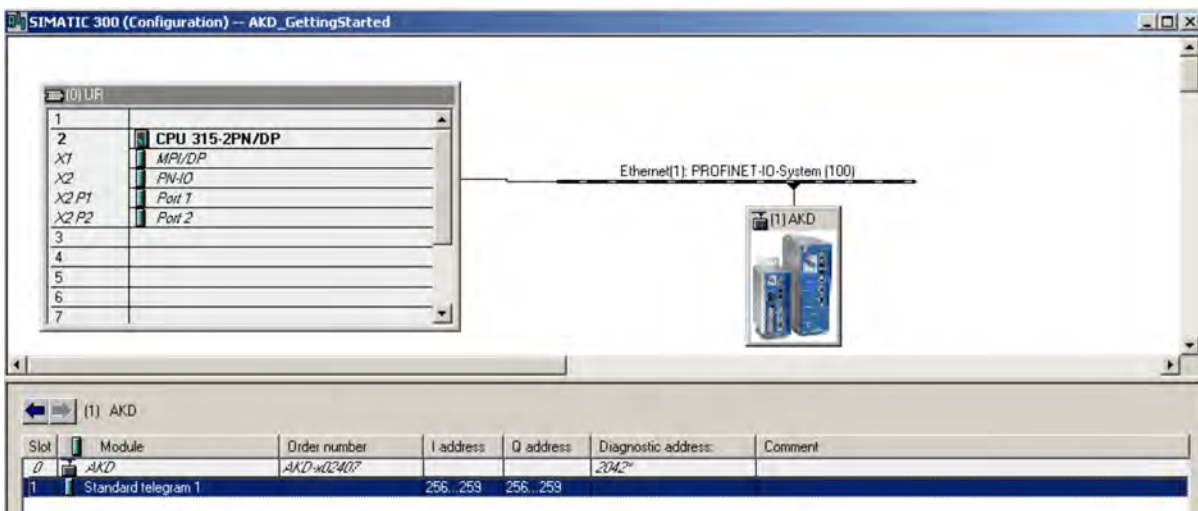 SIMATIC 300 (Configuration) -- AKD_GettingStarted
(0) UR
1
2 CPU 315-2PN/DP
X1 MPI/DP
X2 PN-IO
X2 P1 Port 1
X2 P2 Port 2
3
4
5
6
7
Ethernet(1): PROFINET-IO-System (100)
(1) AKD
(1) AKD
Slot Module Order number I address Q address Diagnostic address: Comment
0 AKD AKD-x02407 2042*
1 Standard telegram 1 256...259 256...259